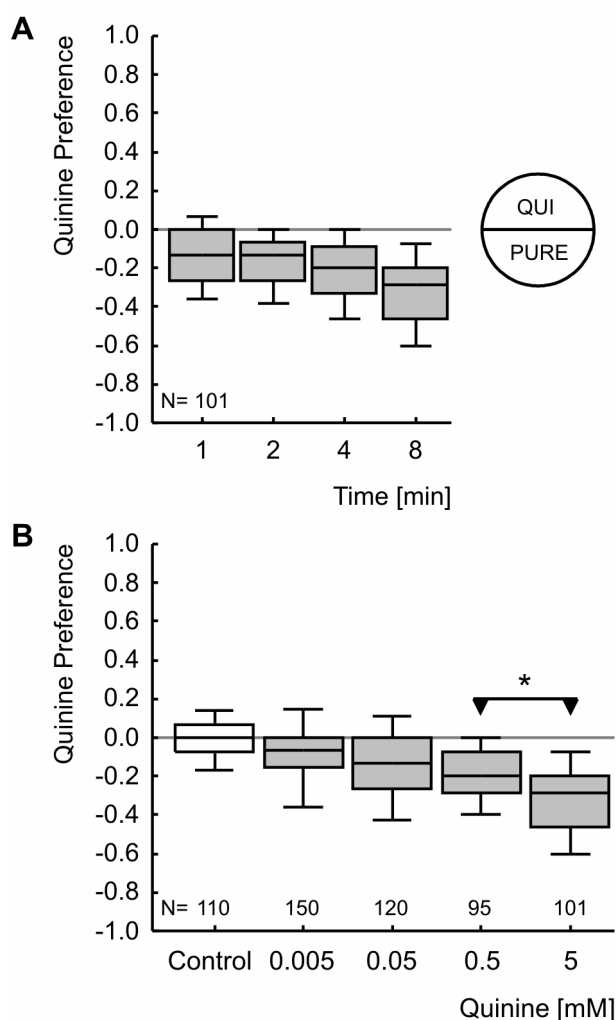 A
Quinine Preference
1.0
0.8
0.6
0.4
0.2
0.0
-0.2
-0.4
-0.6
-0.8
-1.0
N= 101
1 2 4 8
Time [min]
QUI
PURE
B
Quinine Preference
1.0
0.8
0.6
0.4
0.2
0.0
-0.2
-0.4
-0.6
-0.8
-1.0
*
N= 110 150 120 95 101
Control 0.005 0.05 0.5 5
Quinine [mM]